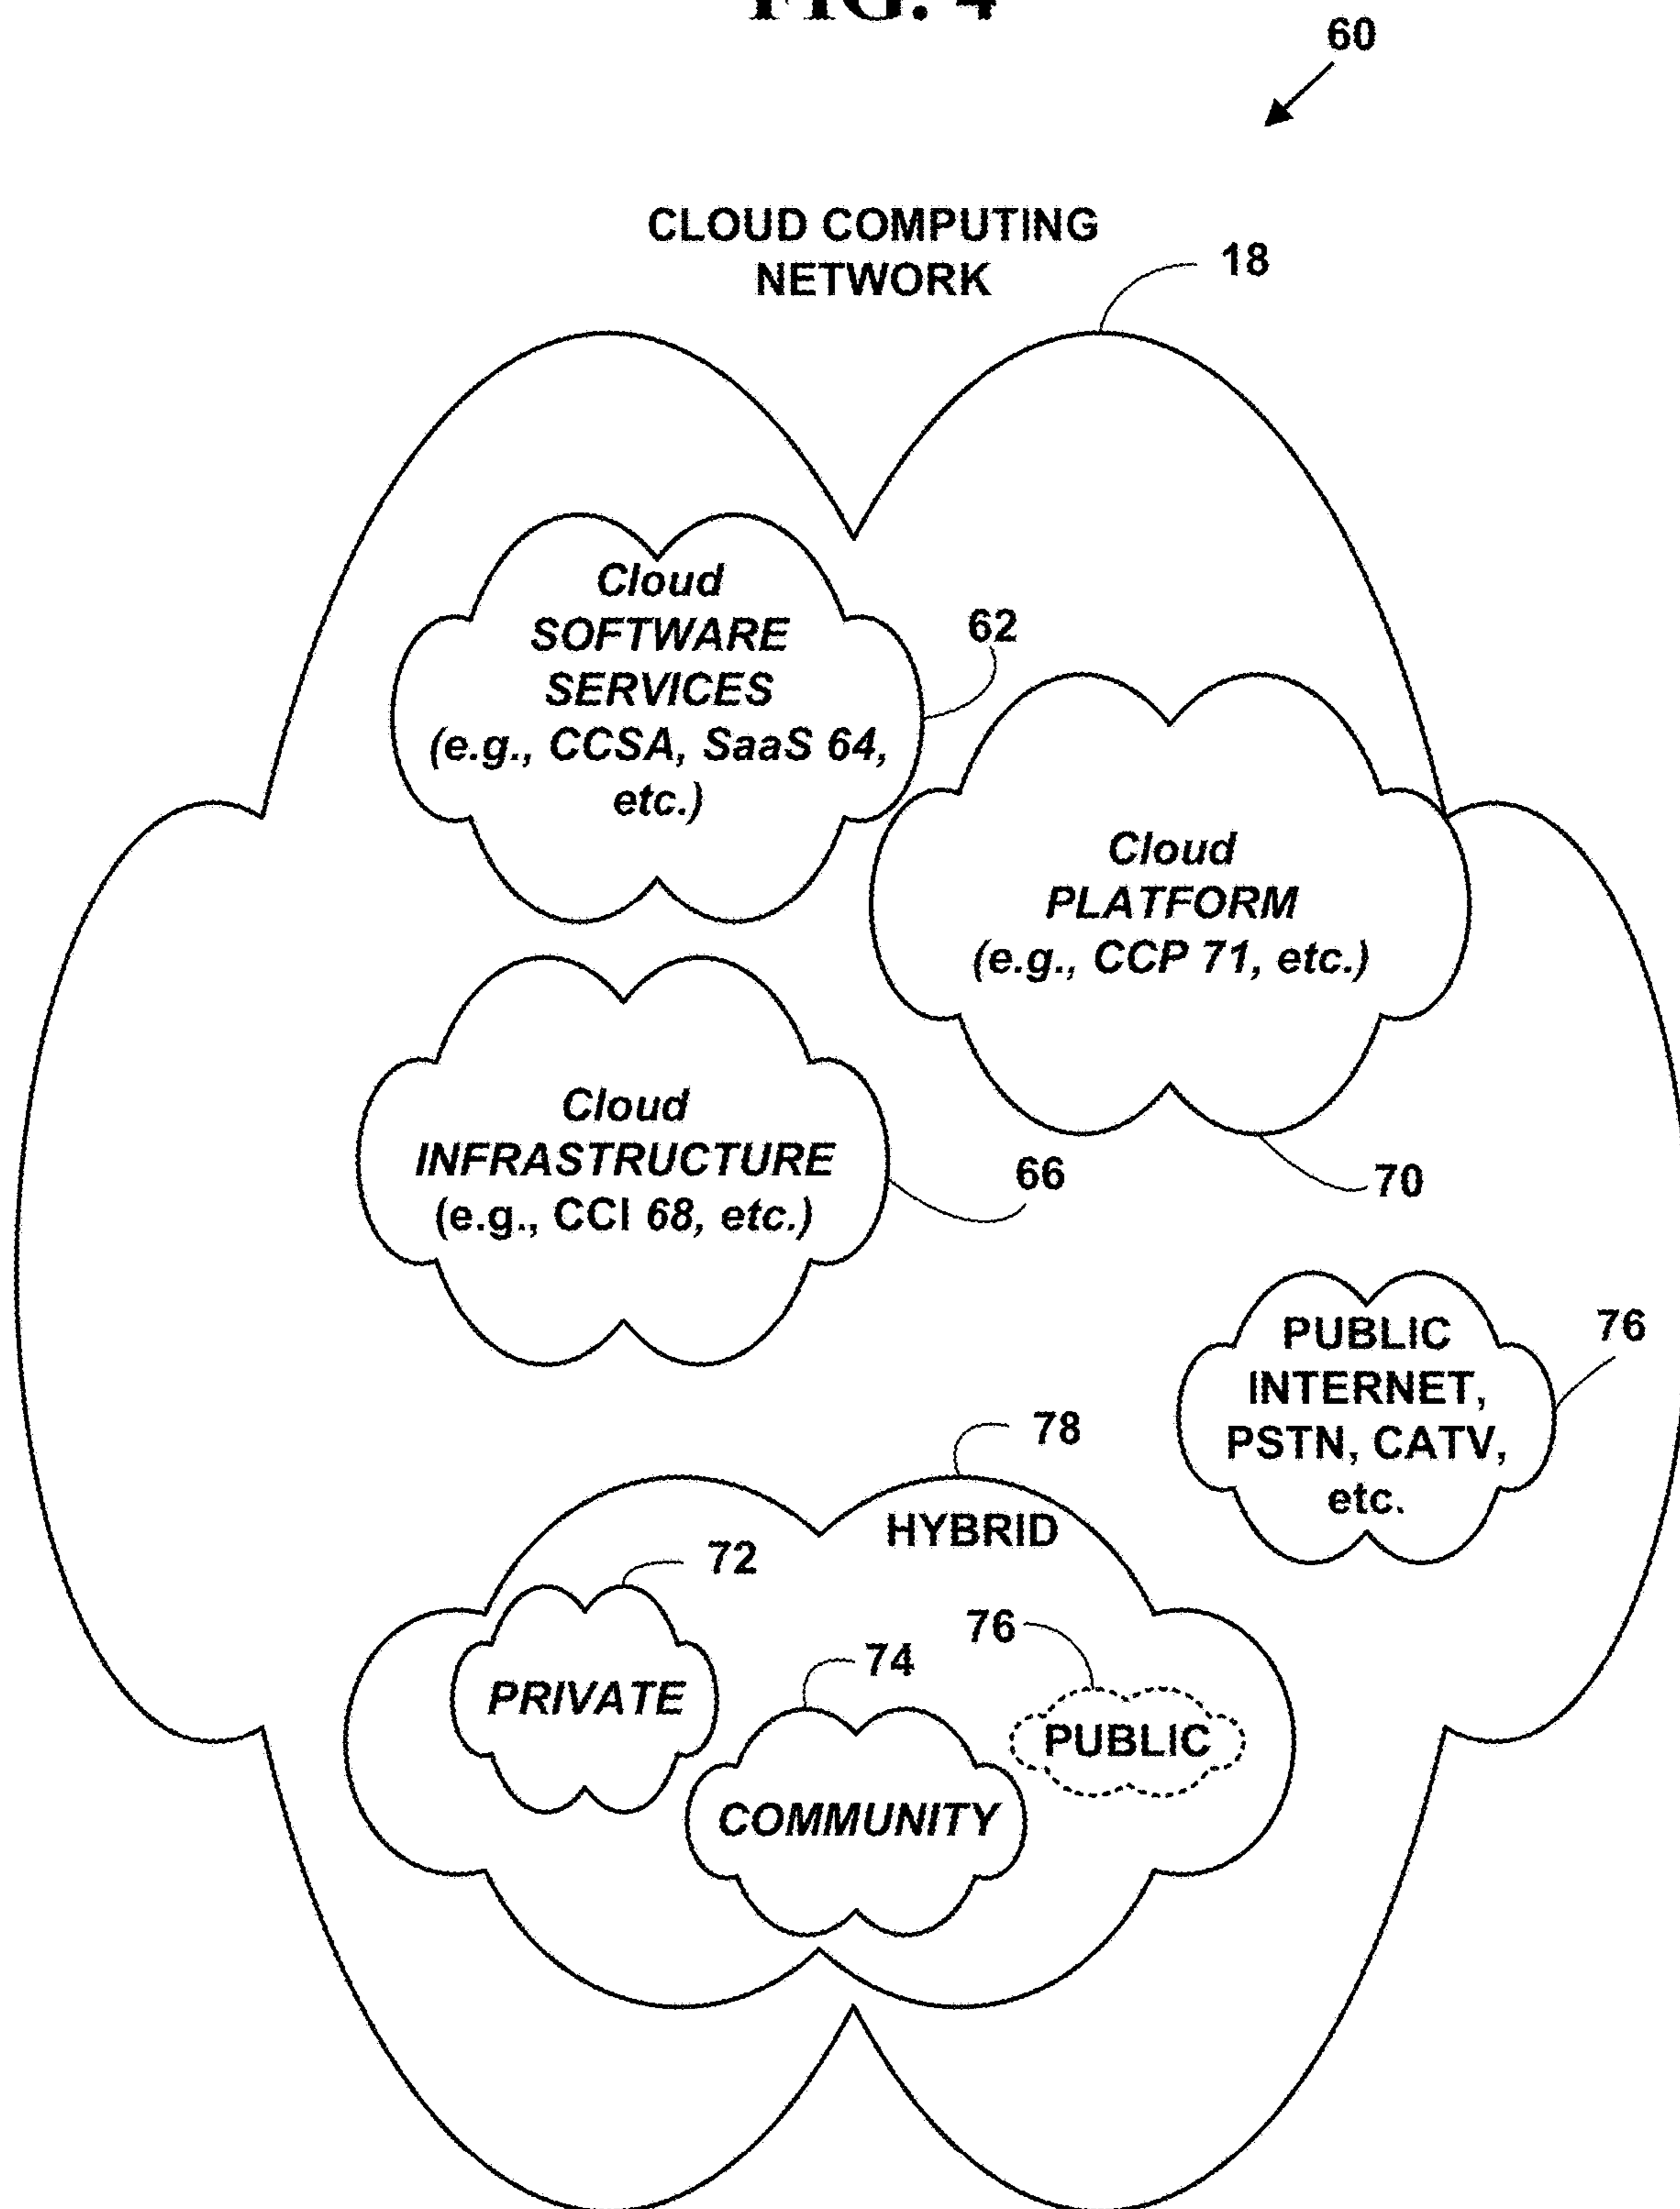 FIG. 4
60
CLOUD COMPUTING
NETWORK
18
Cloud
SOFTWARE
SERVICES
(e.g., CCSA, SaaS 64,
etc.)
62
Cloud
PLATFORM
(e.g., CCP 71, etc.)
70
Cloud
INFRASTRUCTURE
(e.g., CCI 68, etc.)
66
PUBLIC
INTERNET,
PSTN, CATV,
etc.
76
78
HYBRID
72
PRIVATE
74
COMMUNITY
76
PUBLIC